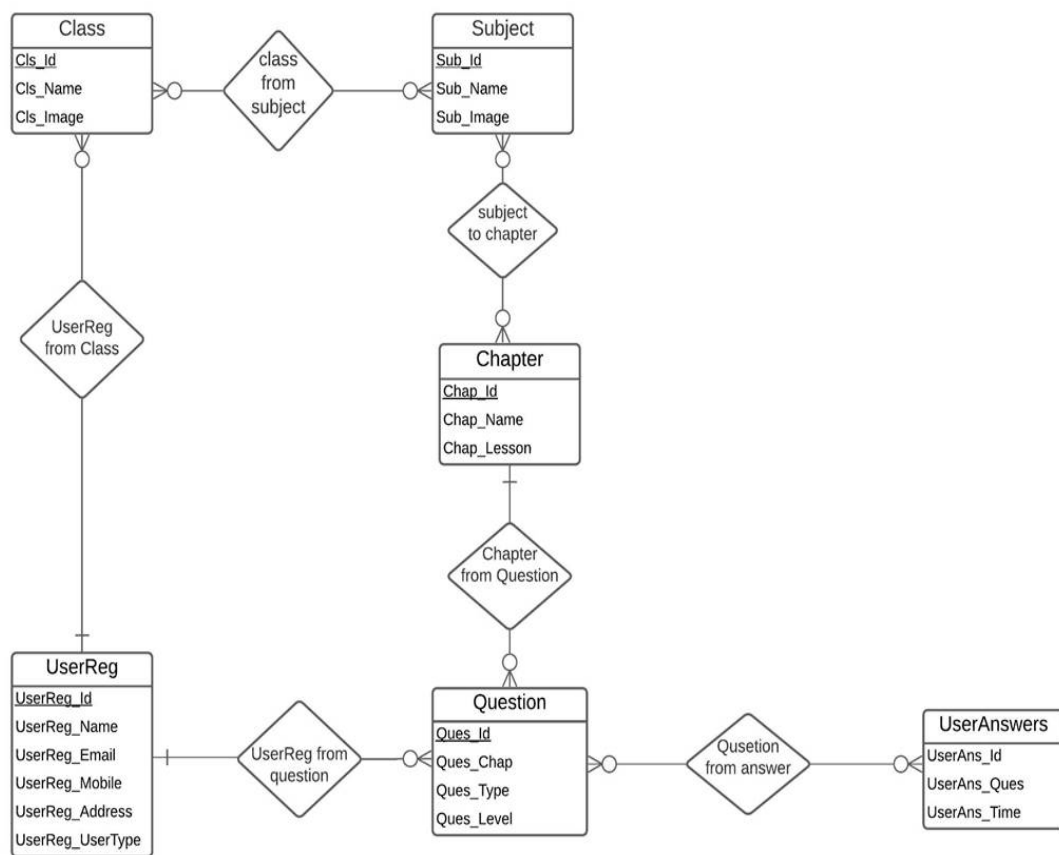 Class
Cls_Id
Cls_Name
Cls_Image
class
from
subject
Subject
Sub_Id
Sub_Name
Sub_Image
subject
to chapter
UserReg
from Class
Chapter
Chap_Id
Chap_Name
Chap_Lesson
Chapter
from Question
UserReg
UserReg_Id
UserReg_Name
UserReg_Email
UserReg_Mobile
UserReg_Address
UserReg_UserType
UserReg from
question
Question
Ques_Id
Ques_Chap
Ques_Type
Ques_Level
Qusetion
from answer
UserAnswers
UserAns_Id
UserAns_Ques
UserAns_Time